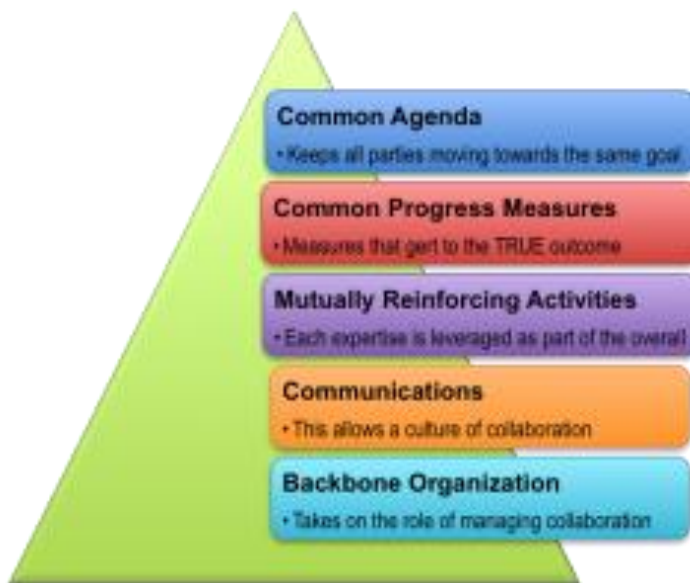 Common Agenda
• Keeps all parties moving towards the same goal.
Common Progress Measures
• Measures that gert to the TRUE outcome
Mutually Reinforcing Activities
• Each expertise is leveraged as part of the overall
Communications
• This allows a culture of collaboration
Backbone Organization
• Takes on the role of managing collaboration